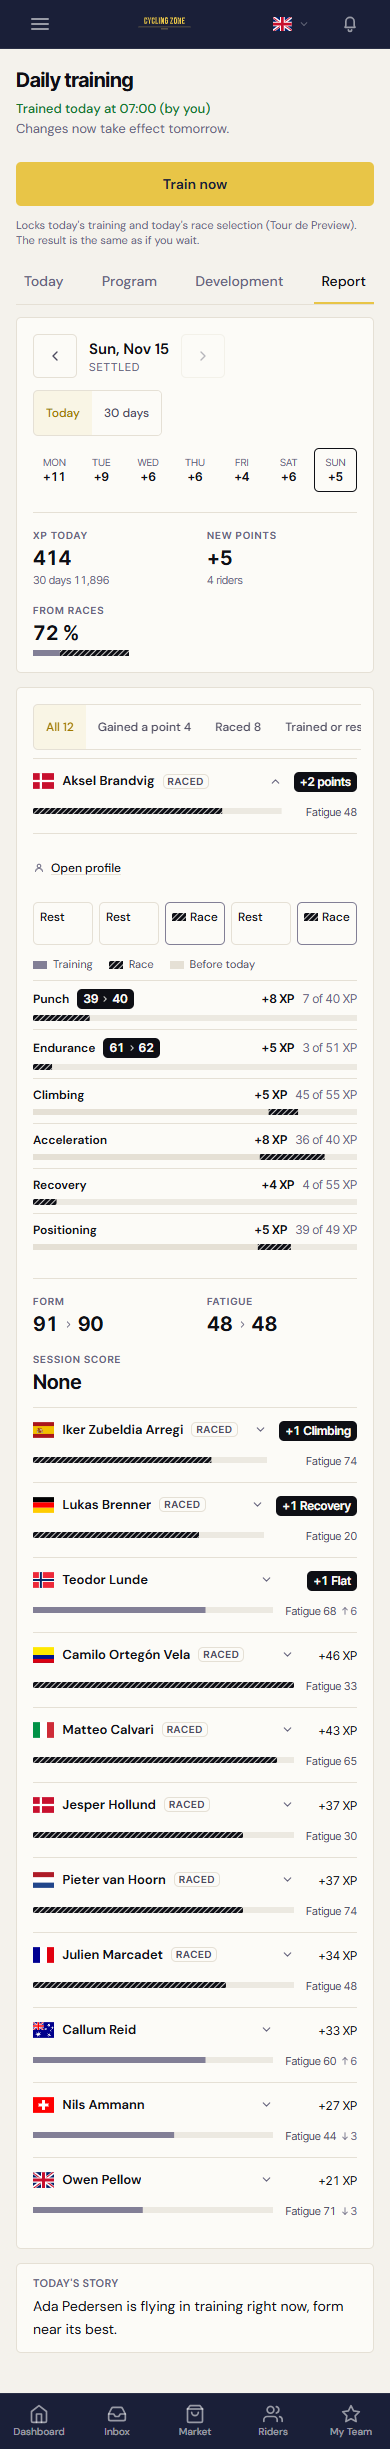 CYCLING ZONE
Daily training
Trained today at 07:00 (by you)
Changes now take effect tomorrow.
Train now
Locks today's training and today's race selection (Tour de Preview).
The result is the same as if you wait.
Today Program Development Report
Sun, Nov 15
SETTLED
Today 30 days
MON TUE WED THU FRI SAT SUN
+11 +9 +6 +6 +4 +6 +5
XP TODAY NEW POINTS
414 +5
30 days 11,896 4 riders
FROM RACES
72 %
All 12 Gained a point 4 Raced 8 Trained or res
Aksel Brandvig RACED +2 points
Fatigue 48
Open profile
Rest Rest Race Rest Race
Training Race Before today
Punch 39 › 40 +8 XP 7 of 40 XP
Endurance 61 › 62 +5 XP 3 of 51 XP
Climbing +5 XP 45 of 55 XP
Acceleration +8 XP 36 of 40 XP
Recovery +4 XP 4 of 55 XP
Positioning +5 XP 39 of 49 XP
FORM FATIGUE
91 › 90 48 › 48
SESSION SCORE
None
Iker Zubeldia Arregi RACED +1 Climbing
Fatigue 74
Lukas Brenner RACED +1 Recovery
Fatigue 20
Teodor Lunde +1 Flat
Fatigue 68 ↑6
Camilo Ortegón Vela RACED +46 XP
Fatigue 33
Matteo Calvari RACED +43 XP
Fatigue 65
Jesper Hollund RACED +37 XP
Fatigue 30
Pieter van Hoorn RACED +37 XP
Fatigue 74
Julien Marcadet RACED +34 XP
Fatigue 48
Callum Reid +33 XP
Fatigue 60 ↑6
Nils Ammann +27 XP
Fatigue 44 ↓3
Owen Pellow +21 XP
Fatigue 71 ↓3
TODAY'S STORY
Ada Pedersen is flying in training right now, form
near its best.
Dashboard Inbox Market Riders My Team